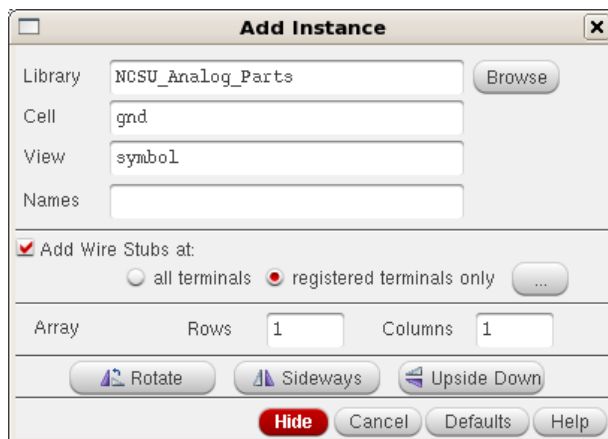 Add Instance
Library NCSU_Analog_Parts Browse
Cell gnd
View symbol
Names
Add Wire Stubs at:
all terminals registered terminals only ...
Array Rows 1 Columns 1
Rotate Sideways Upside Down
Hide Cancel Defaults Help